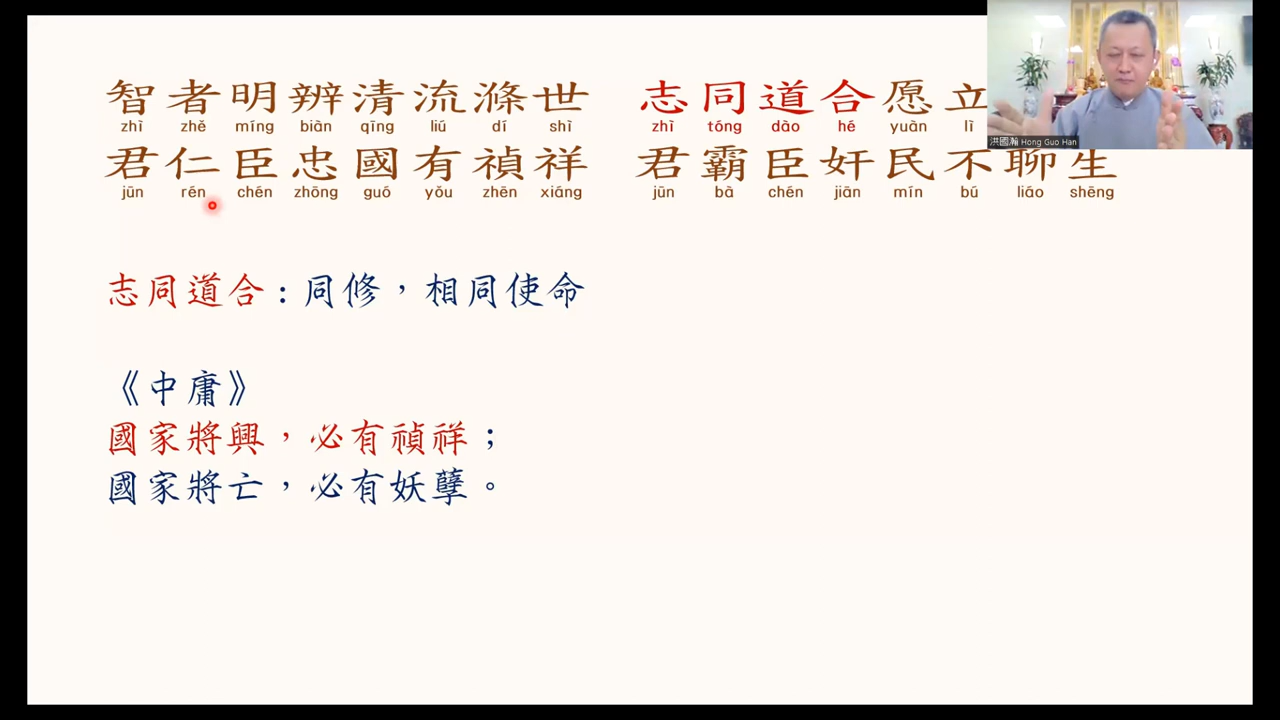 智者明辨清流滌世 志同道合愿立
zhì zhě míng biàn qīng liú dí shì zhì tóng dào hé yuàn lì
君仁臣忠國有禎祥 君霸臣奸民不聊生
jūn rén chén zhōng guó yǒu zhēn xiáng jūn bà chén jiān mín bú liáo shēng
志同道合:同修,相同使命
《中庸》
國家將興,必有禎祥;
國家將亡,必有妖孽。
洪國瀚 Hong Guo Han